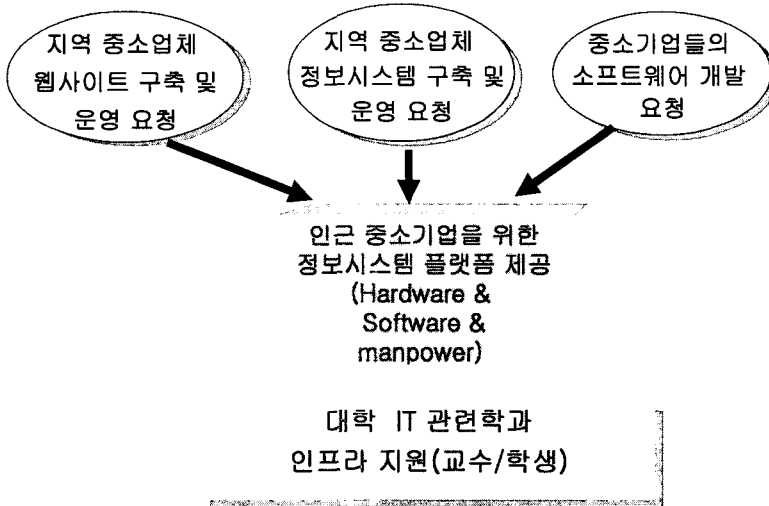 지역 중소업체
웹사이트 구축 및
운영 요청
지역 중소업체
정보시스템 구축 및
운영 요청
중소기업들의
소프트웨어 개발
요청
인근 중소기업을 위한
정보시스템 플랫폼 제공
(Hardware &
Software &
manpower)
대학 IT 관련학과
인프라 지원(교수/학생)